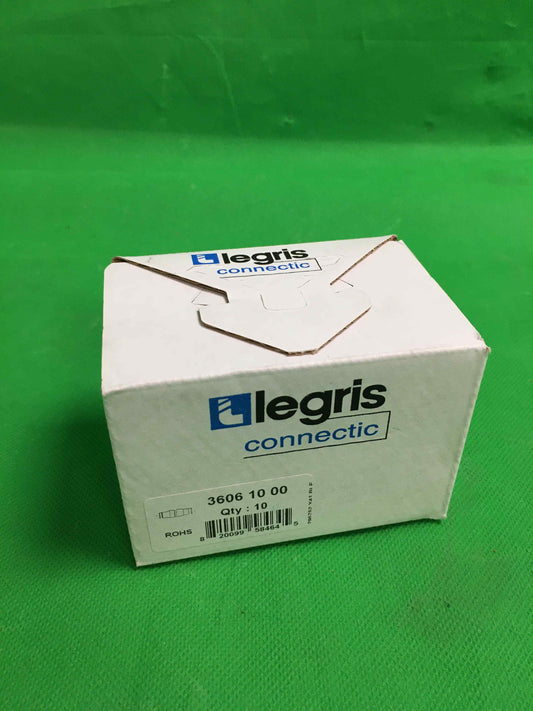 legris
connectic
legris
connectic
3606 10 00
Qty : 10
ROHS
8 20099 58464 5